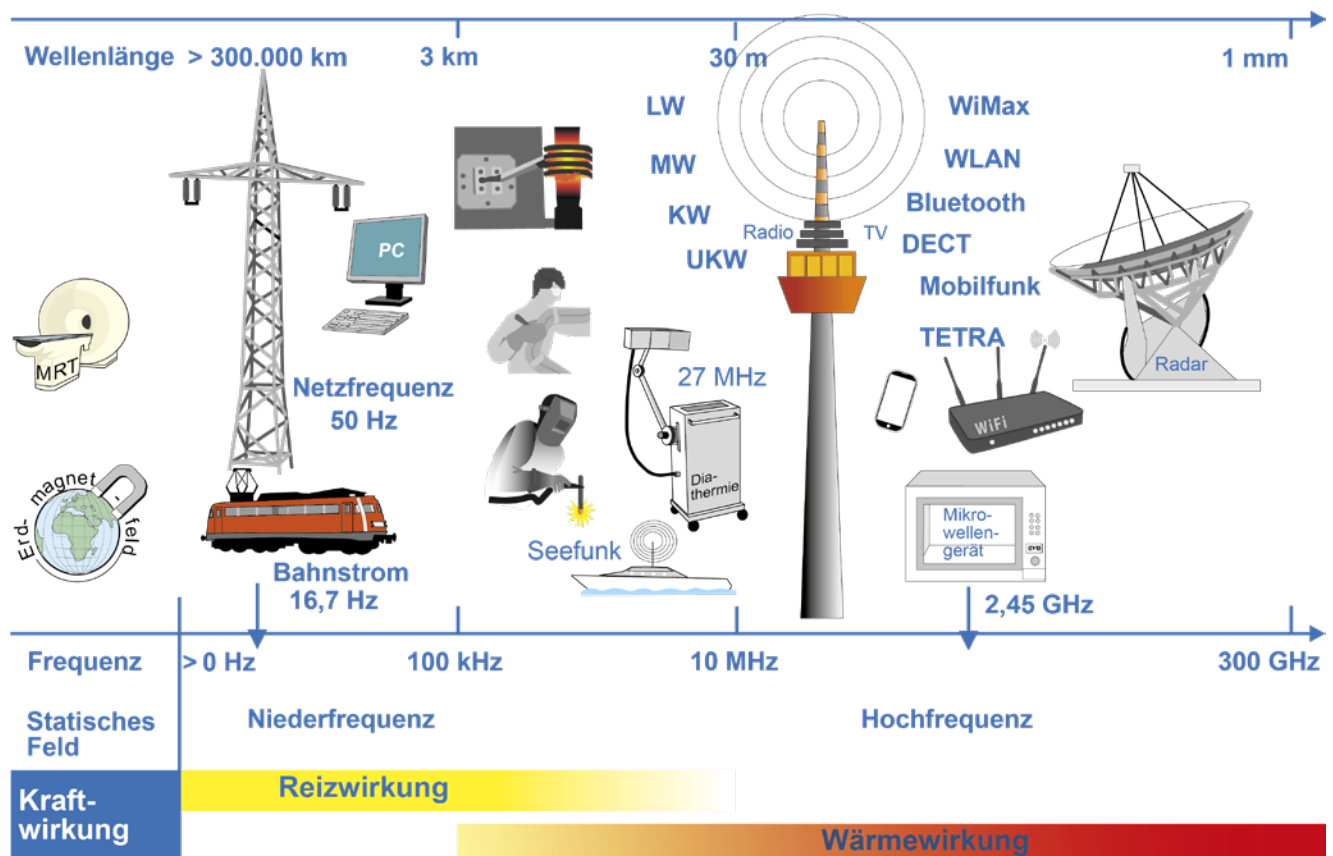 Wellenlänge > 300.000 km 3 km 30 m 1 mm
LW
MW
KW
UKW
Radio TV
WiMax
WLAN
Bluetooth
DECT
Mobilfunk
TETRA
Radar
PC
MRT
Netzfrequenz
50 Hz
27 MHz
WiFi
Dia-
thermie
Erd-
magnet
-
feld
Seefunk
Mikro-
wellen-
gerät
Bahnstrom
16,7 Hz
2,45 GHz
Frequenz > 0 Hz 100 kHz 10 MHz 300 GHz
Statisches
Feld
Niederfrequenz
Hochfrequenz
Kraft-
wirkung
Reizwirkung
Wärmewirkung